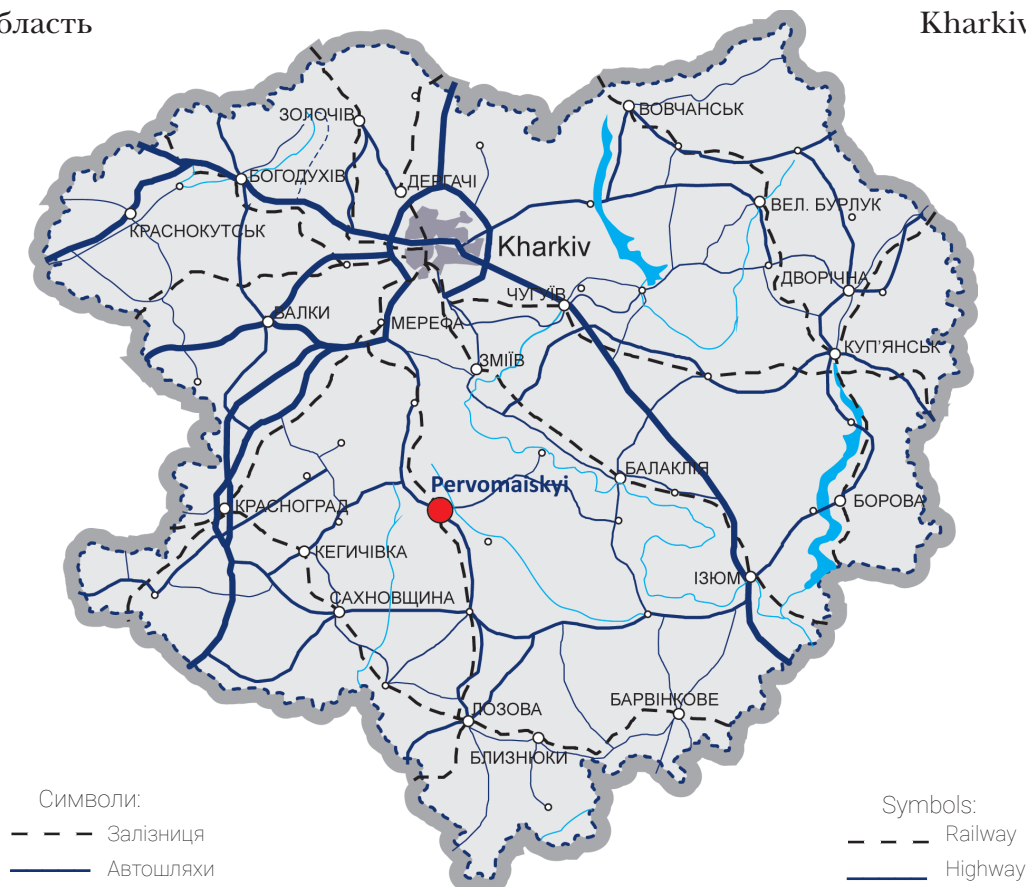 бласть
Kharkiv
ЗОЛОЧІВ
ВОВЧАНСЬК
БОГОДУХІВ
ДЕРГАЧІ
ВЕЛ. БУРЛУК
КРАСНОКУТСЬК
Kharkiv
ДВОРІЧНА
ЧУГУЇВ
ВАЛКИ
МЕРЕФА
КУП'ЯНСЬК
ЗМІЇВ
БАЛАКЛІЯ
Pervomaiskyi
БОРОВА
КРАСНОГРАД
КЕГИЧІВКА
ІЗЮМ
САХНОВЩИНА
БАРВІНКОВЕ
ЛОЗОВА
БЛИЗНЮКИ
Символи:
Залізниця
Автошляхи
Symbols:
Railway
Highway